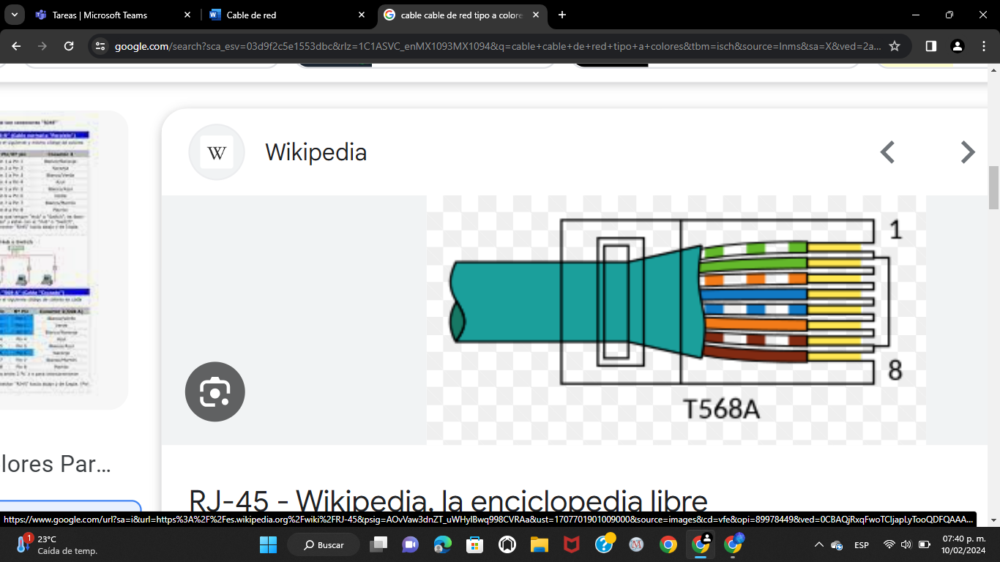 Tareas | Microsoft Teams
Cable de red
cable cable de red tipo a colore
google.com/search?sca_esv=03d9f2c5e1553dbc&rlz=1C1ASVC_enMX1093MX1094&q=cable+cable+de+red+tipo+a+colores&tbm=isch&source=lnms&sa=X&ved=2a...
W
Wikipedia
1
8
T568A
lores Par...
RJ-45 - Wikipedia, la enciclopedia libre
https://www.google.com/url?sa=i&url=https%3A%2F%2Fes.wikipedia.org%2Fwiki%2FRJ-45&psig=AOvVaw3dnZT_uWHyIBwq998CVRAa&ust=1707701901009000&source=images&cd=vfe&opi=89978449&ved=0CBAQjRxqFwoTCIjapLyTooQDFQAAA...
1
23°C
Caída de temp.
Buscar
ESP
07:40 p. m.
10/02/2024